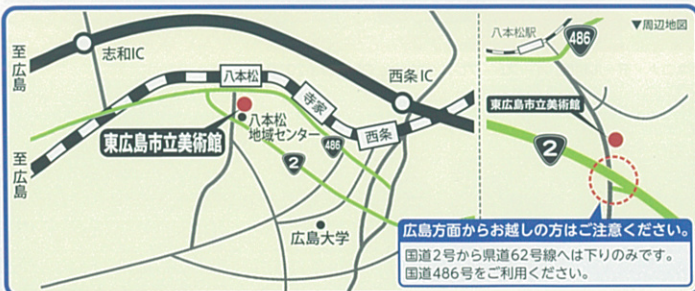 至広島
志和IC
八本松
寺家
西条IC
西条
486
2
八本松
地域センター
東広島市立美術館
至広島
広島大学
▼周辺地図
八本松駅
486
東広島市立美術館
2
広島方面からお越しの方はご注意ください。
国道2号から県道62号線へは下りのみです。
国道486号をご利用ください。